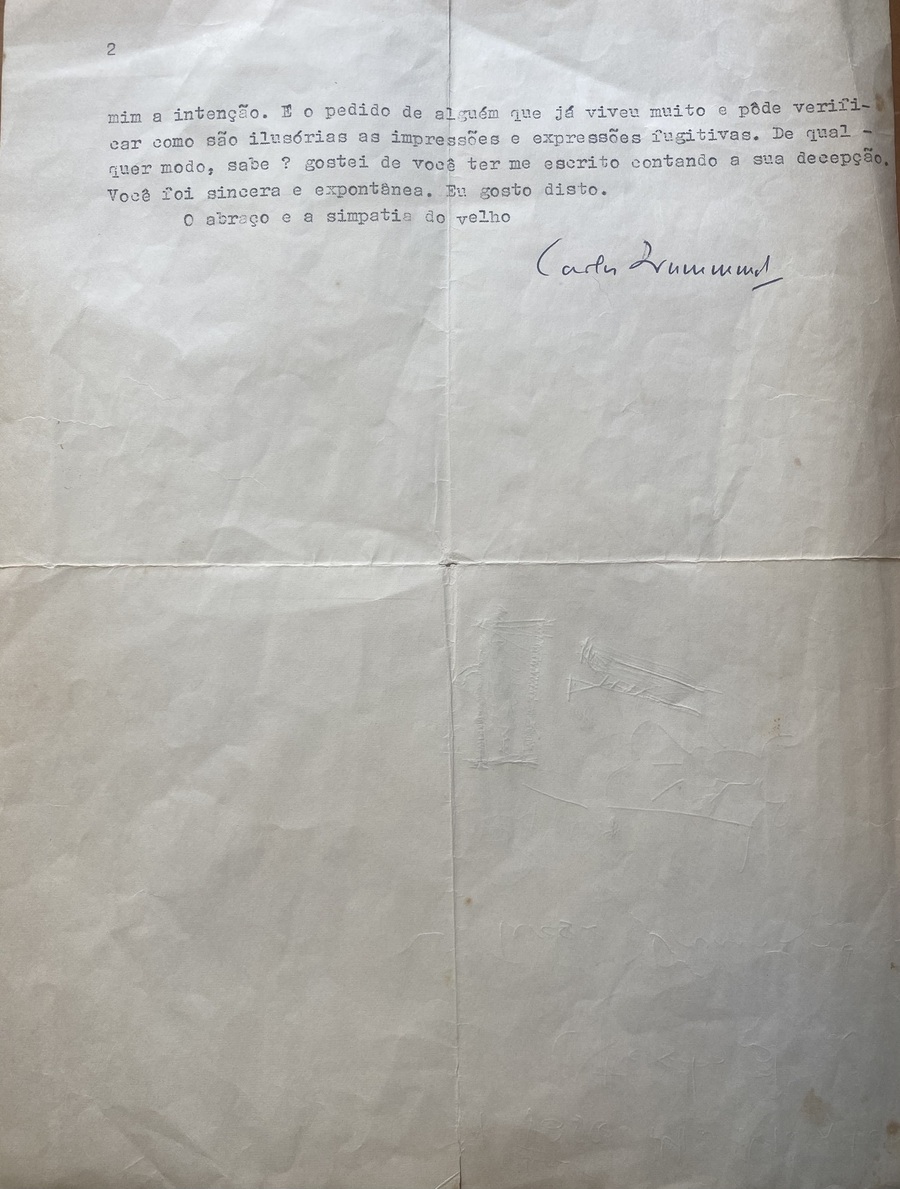 2
mim a intenção. É o pedido de alguém que já viveu muito e pôde verifi-
car como são ilusórias as impressões e expressões fugitivas. De qual -
quer modo, sabe ? gostei de você ter me escrito contando a sua decepção.
Você foi sincera e expontânea. Eu gosto disto.
O abraço e a simpatia do velho
Carlos Drummond